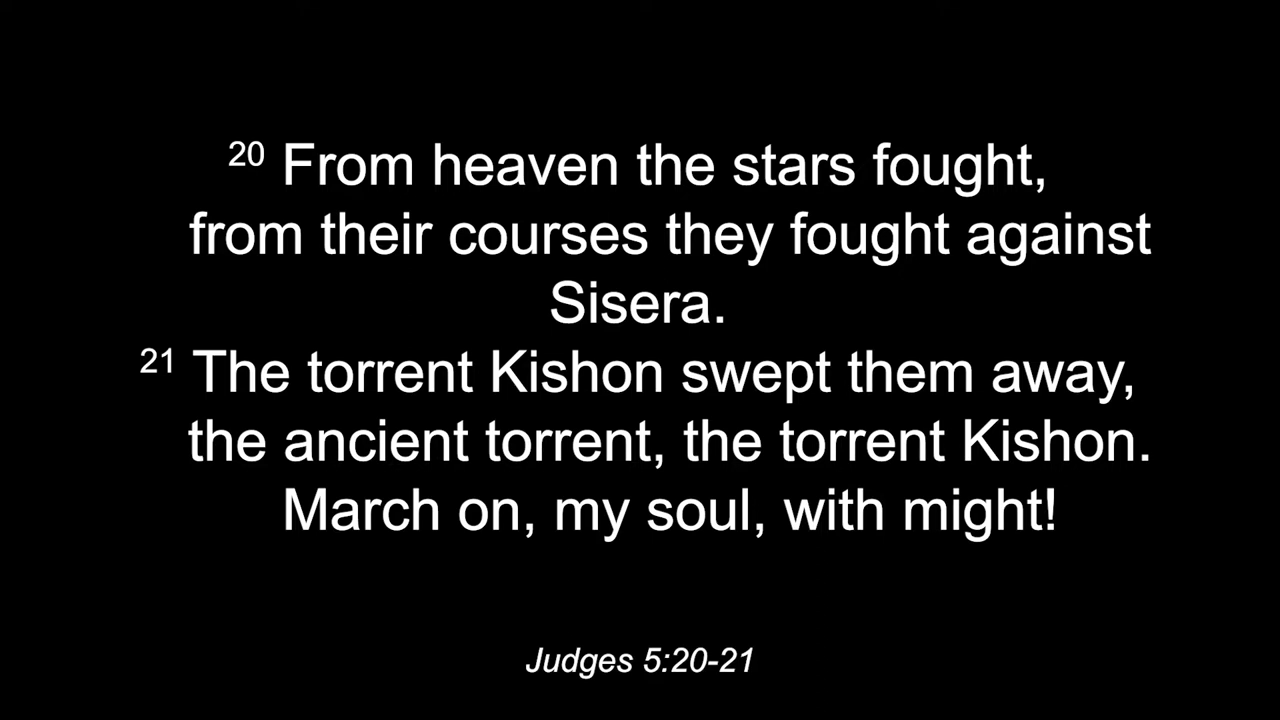 20 From heaven the stars fought,
from their courses they fought against
Sisera.
21 The torrent Kishon swept them away,
the ancient torrent, the torrent Kishon.
March on, my soul, with might!
Judges 5:20-21